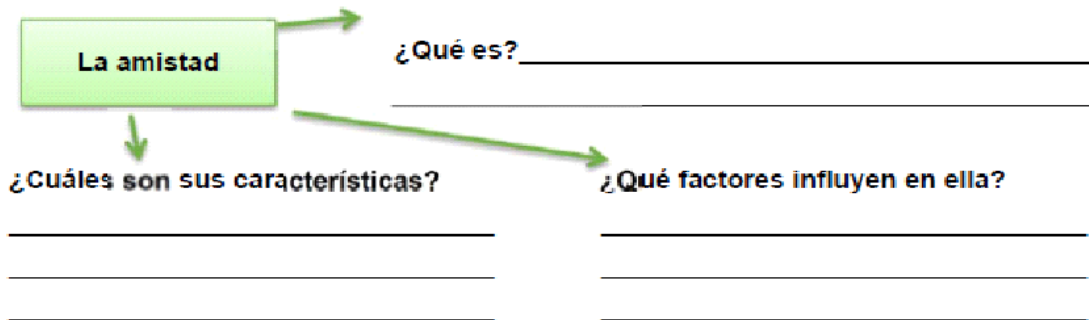 La amistad
¿Qué es?
¿Cuáles son sus características?
¿Qué factores influyen en ella?